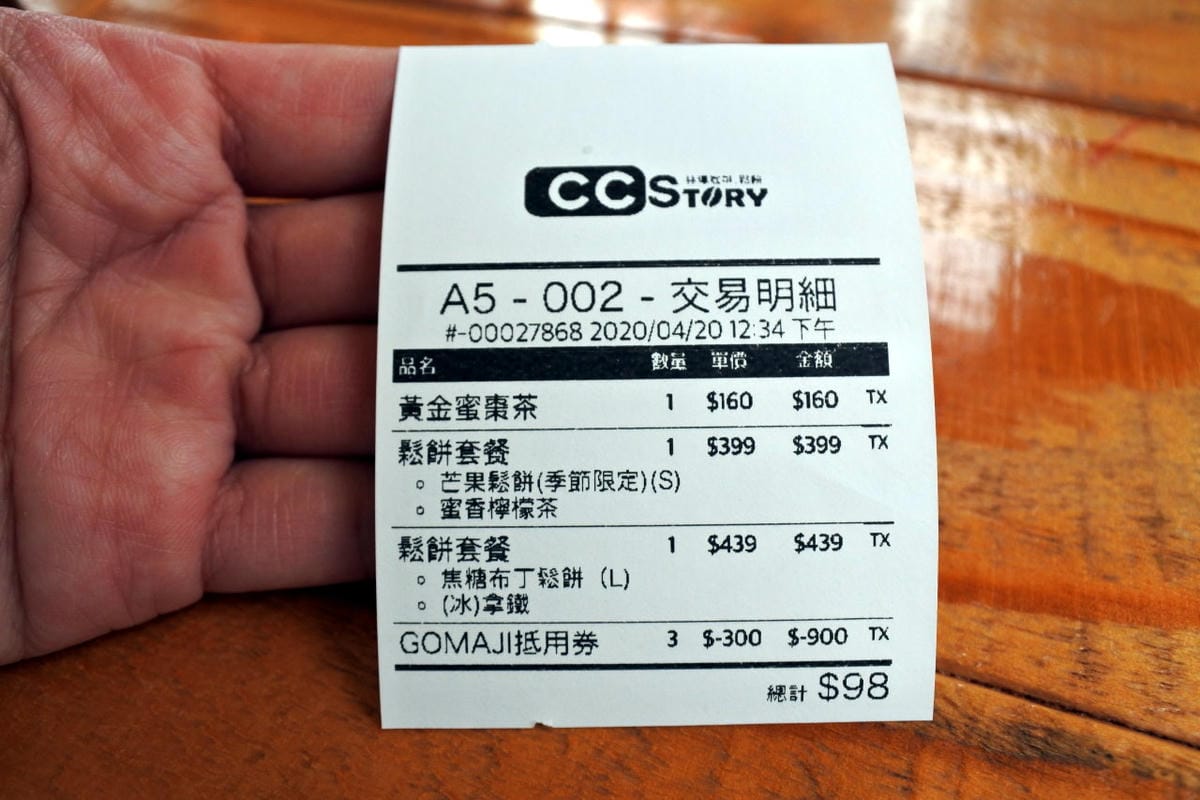 CCSTORY
A5 - 002 - 交易明細
#-00027868 2020/04/20 12:34 下午
品名 數量 單價 金額
黃金蜜棗茶 1 $160 $160 TX
鬆餅套餐 1 $399 $399 TX
芒果鬆餅(季節限定)(S)
蜜香檸檬茶
鬆餅套餐 1 $439 $439 TX
焦糖布丁鬆餅 (L)
(冰)拿鐵
GOMAJI抵用券 3 $-300 $-900 TX
總計 $98